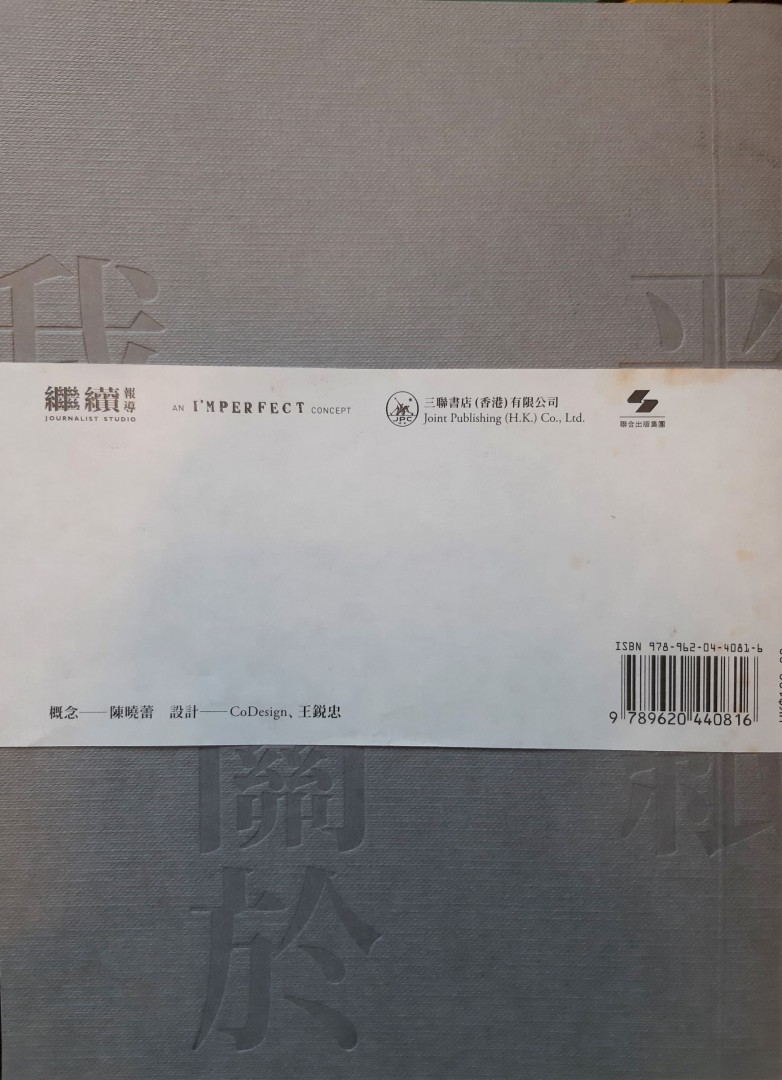 我
繼續報導
JOURNALIST STUDIO
AN I'MPERFECT CONCEPT
JPC
三聯書店(香港)有限公司
Joint Publishing (H.K.) Co., Ltd.
聯合出版集團
ISBN 978-962-04-4081-6
9 789620 440816
概念——陳曉蕾 設計——CoDesign、王鋭忠
關於